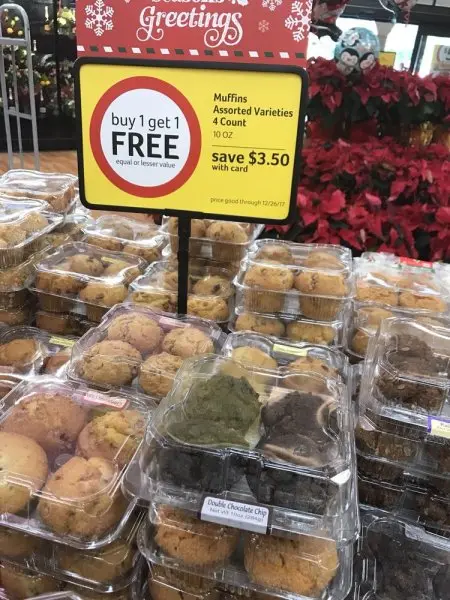 Season's
Greetings
buy 1 get 1
FREE
equal or lesser value
Muffins
Assorted Varieties
4 Count
10 OZ
save $3.50
with card
price good through 12/26/17
Double Chocolate Chip